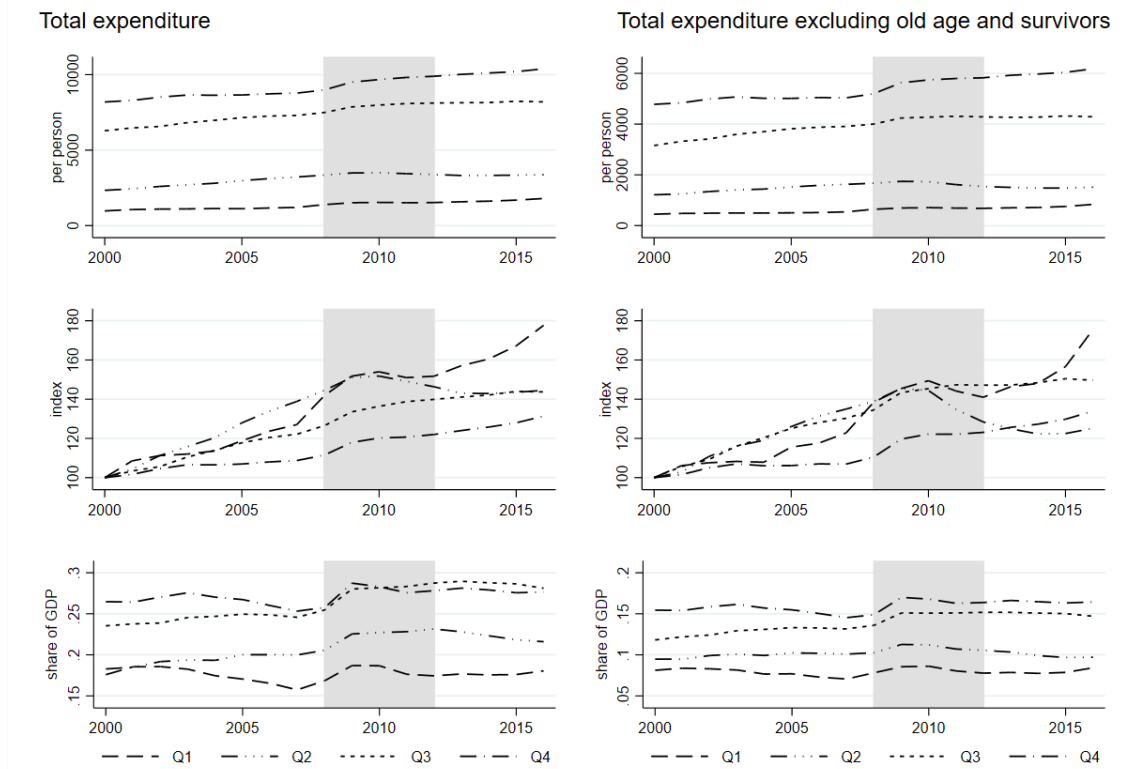 Total expenditure
Total expenditure excluding old age and survivors
per person
0 5000 10000
2000 2005 2010 2015
per person
0 2000 4000 6000
2000 2005 2010 2015
index
100 120 140 160 180
2000 2005 2010 2015
index
100 120 140 160 180
2000 2005 2010 2015
share of GDP
.15 .2 .25 .3
2000 2005 2010 2015
share of GDP
.05 .1 .15 .2
2000 2005 2010 2015
Q1 Q2 Q3 Q4
Q1 Q2 Q3 Q4